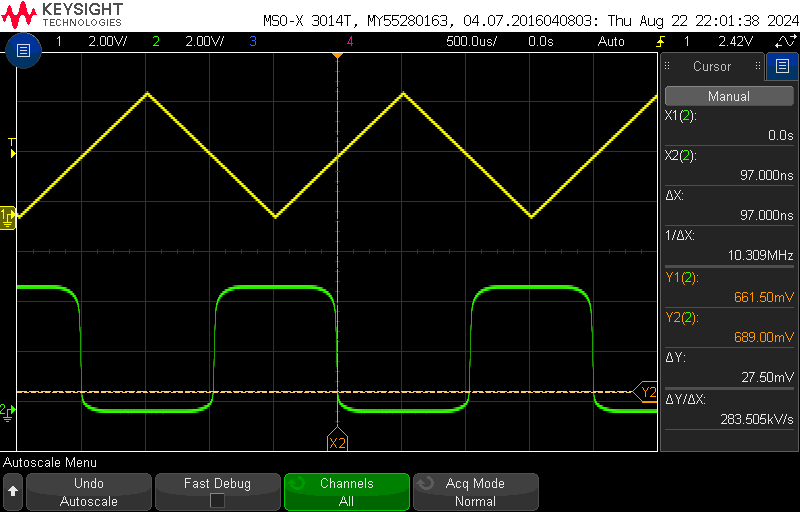 KEYSIGHT
TECHNOLOGIES
MSO-X 3014T, MY55280163, 04.07.2016040803: Thu Aug 22 22:01:38 2024
1 2.00V/ 2 2.00V/ 3 4 500.0us/ 0.0s Auto 1 2.42V
Cursor
Manual
X1(2):
0.0s
X2(2):
97.000ns
ΔX:
97.000ns
1/ΔX:
10.309MHz
Y1(2):
661.50mV
Y2(2):
689.00mV
ΔY:
27.50mV
ΔY/ΔX:
283.505kV/s
T
1
2
Y2
X2
Autoscale Menu
Undo
Autoscale
Fast Debug
Channels
All
Acq Mode
Normal